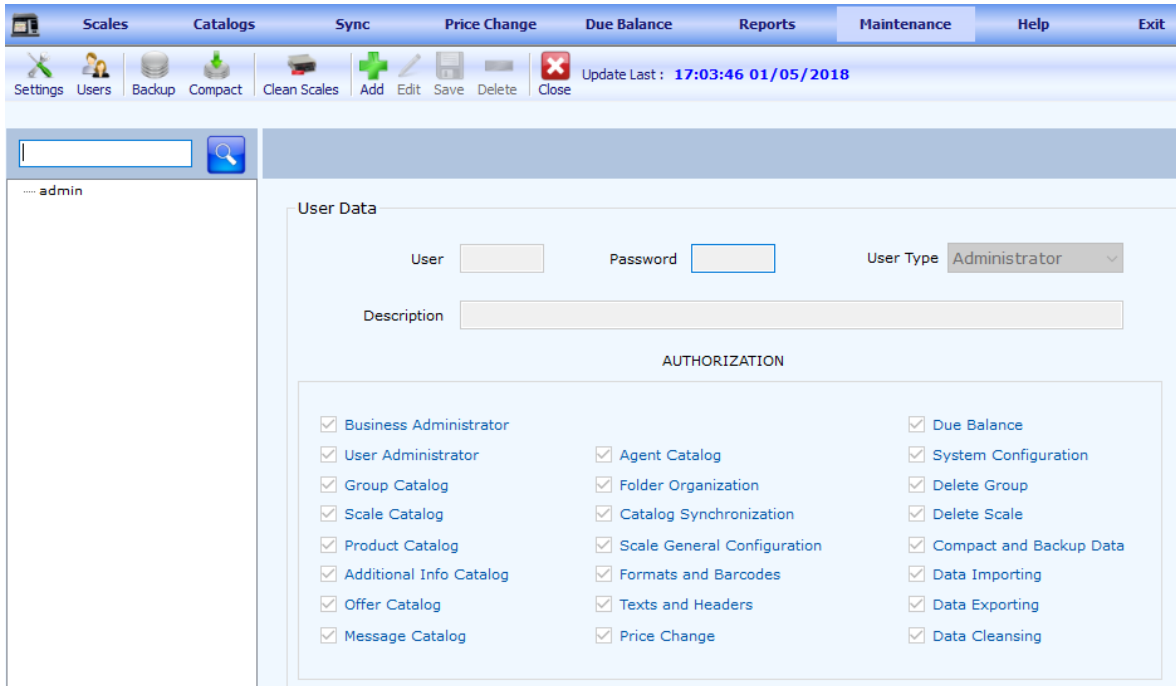 Scales Catalogs Sync Price Change Due Balance Reports Maintenance Help Exit
Settings Users Backup Compact Clean Scales Add Edit Save Delete Close Update Last : 17:03:46 01/05/2018
admin
User Data
User Password User Type Administrator
Description
AUTHORIZATION
Business Administrator Due Balance
User Administrator Agent Catalog System Configuration
Group Catalog Folder Organization Delete Group
Scale Catalog Catalog Synchronization Delete Scale
Product Catalog Scale General Configuration Compact and Backup Data
Additional Info Catalog Formats and Barcodes Data Importing
Offer Catalog Texts and Headers Data Exporting
Message Catalog Price Change Data Cleansing